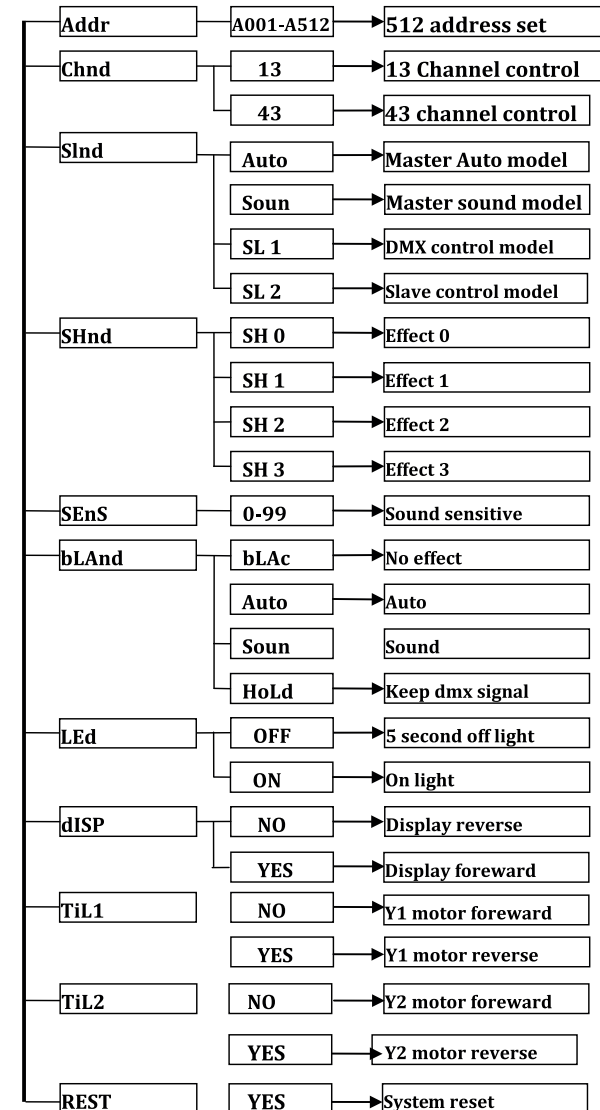 Addr A001-A512 512 address set
Chnd 13 13 Channel control
43 43 channel control
Slnd Auto Master Auto model
Soun Master sound model
SL 1 DMX control model
SL 2 Slave control model
SHnd SH 0 Effect 0
SH 1 Effect 1
SH 2 Effect 2
SH 3 Effect 3
SEnS 0-99 Sound sensitive
bLAnd bLAc No effect
Auto Auto
Soun Sound
HoLd Keep dmx signal
LEd OFF 5 second off light
ON On light
dISP NO Display reverse
YES Display foreward
TiL1 NO Y1 motor foreward
YES Y1 motor reverse
TiL2 NO Y2 motor foreward
YES Y2 motor reverse
REST YES System reset